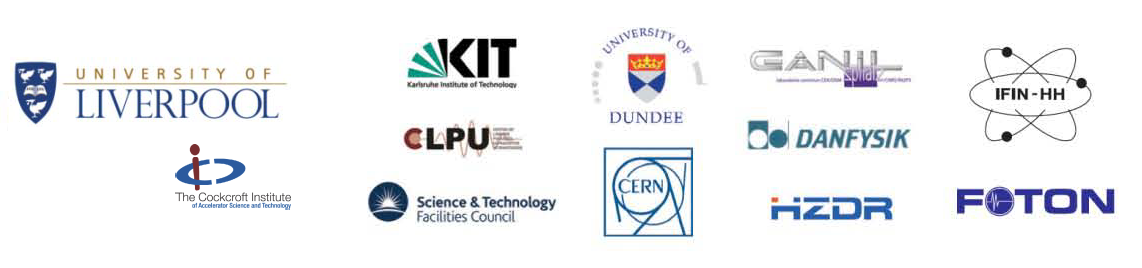 UNIVERSITY OF
LIVERPOOL
The Cockcroft Institute
of Accelerator Science and Technology
KIT
Karlsruhe Institute of Technology
CLPU
Science & Technology
Facilities Council
UNIVERSITY OF
DUNDEE
CERN
GANIL
spiral2
DANFYSIK
HZDR
IFIN-HH
FOTON